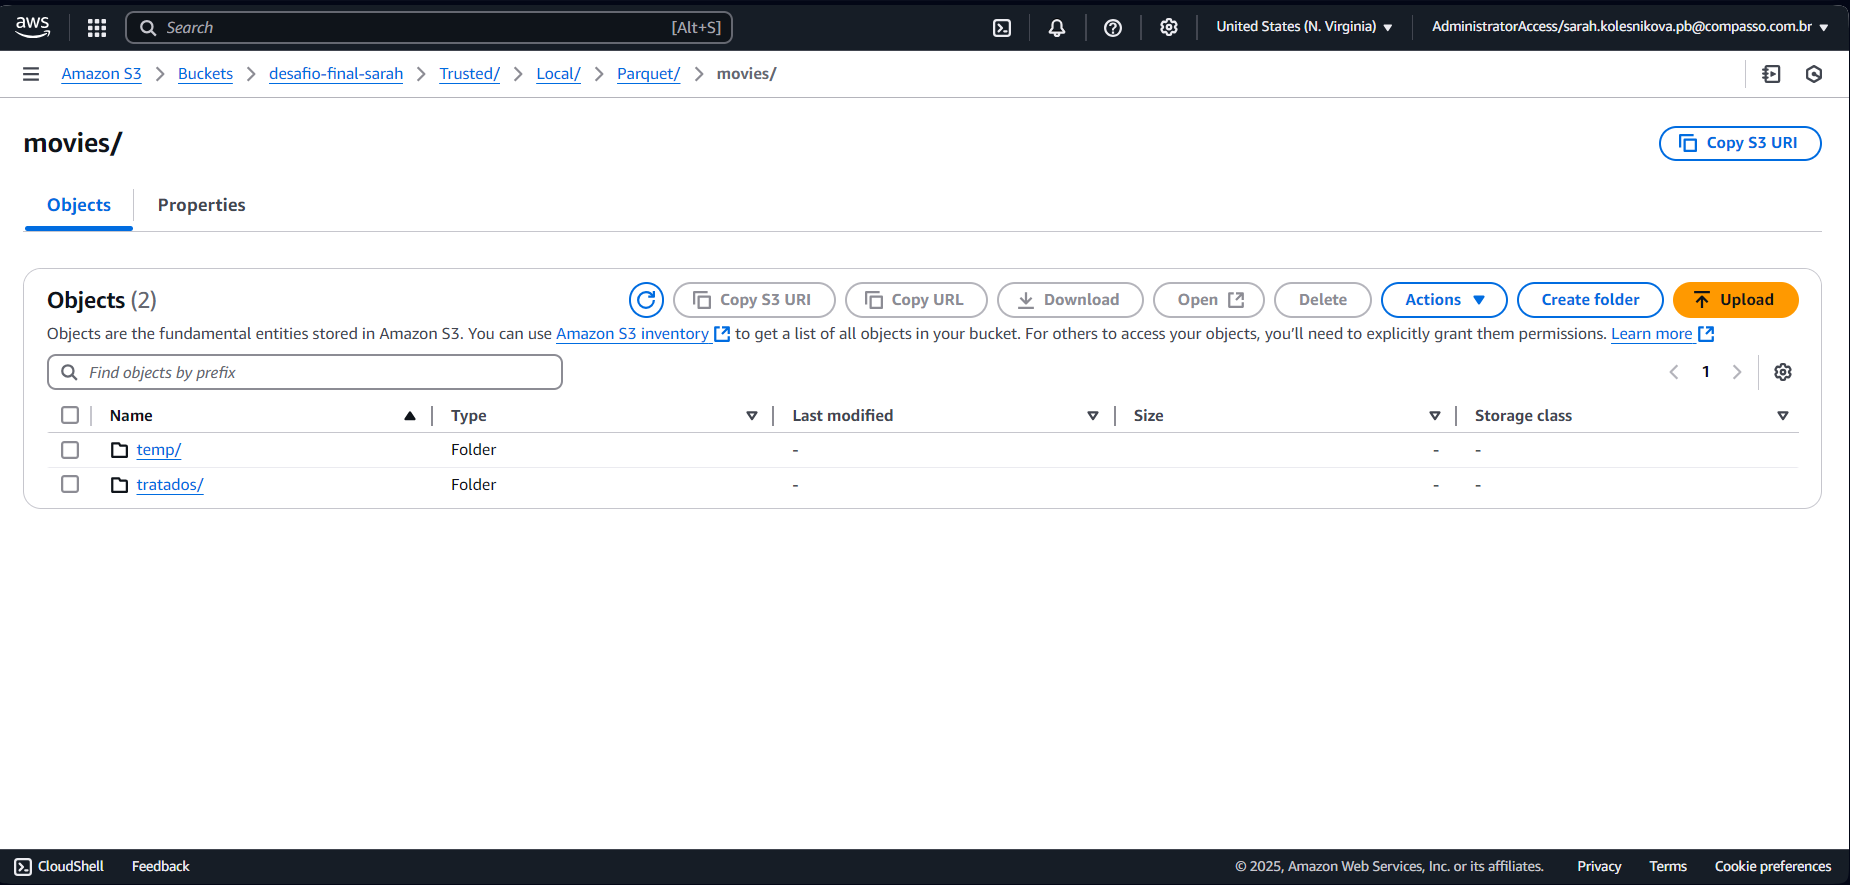 aws Search [Alt+S] United States (N. Virginia) AdministratorAccess/sarah.kolesnikova.pb@compasso.com.br
Amazon S3 Buckets desafio-final-sarah Trusted/ Local/ Parquet/ movies/
movies/ Copy S3 URI
Objects Properties
Objects (2) Copy S3 URI Copy URL Download Open Delete Actions Create folder Upload
Objects are the fundamental entities stored in Amazon S3. You can use Amazon S3 inventory to get a list of all objects in your bucket. For others to access your objects, you’ll need to explicitly grant them permissions. Learn more
Find objects by prefix 1
Name Type Last modified Size Storage class
temp/ Folder - - -
tratados/ Folder - - -
CloudShell Feedback © 2025, Amazon Web Services, Inc. or its affiliates. Privacy Terms Cookie preferences